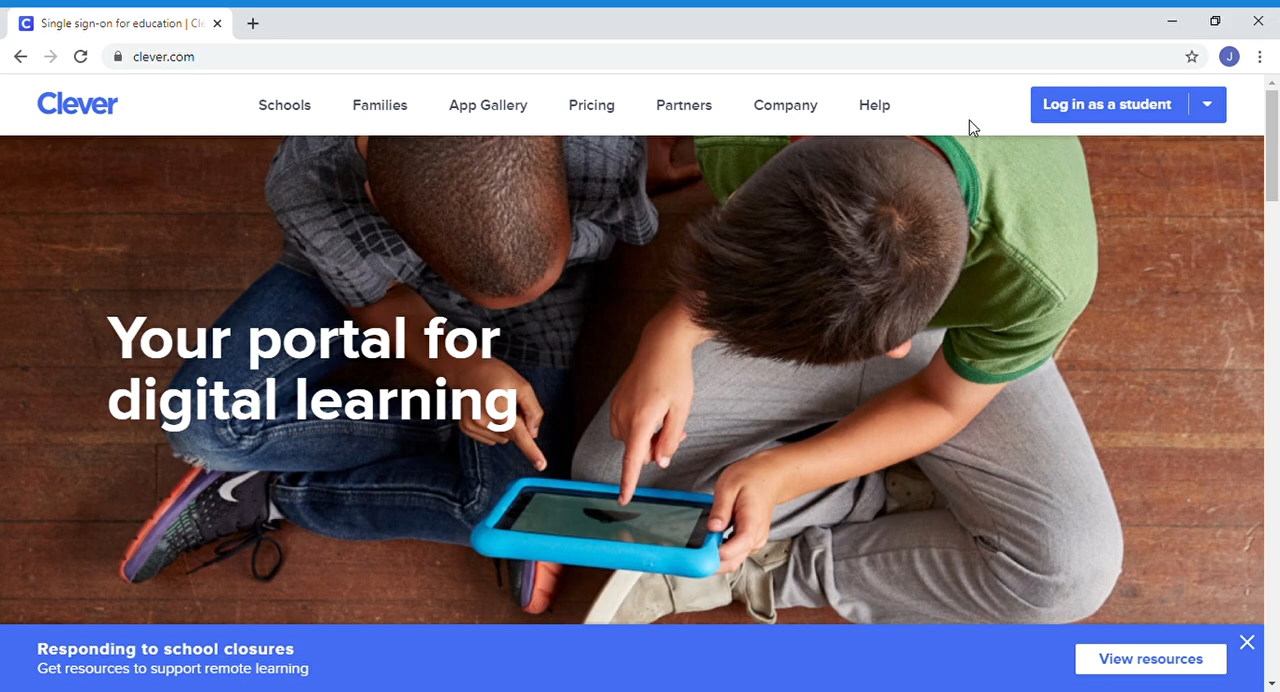 Single sign-on for education | Cle
clever.com
J
Clever
Schools
Families
App Gallery
Pricing
Partners
Company
Help
Log in as a student
Your portal for
digital learning
Responding to school closures
Get resources to support remote learning
View resources